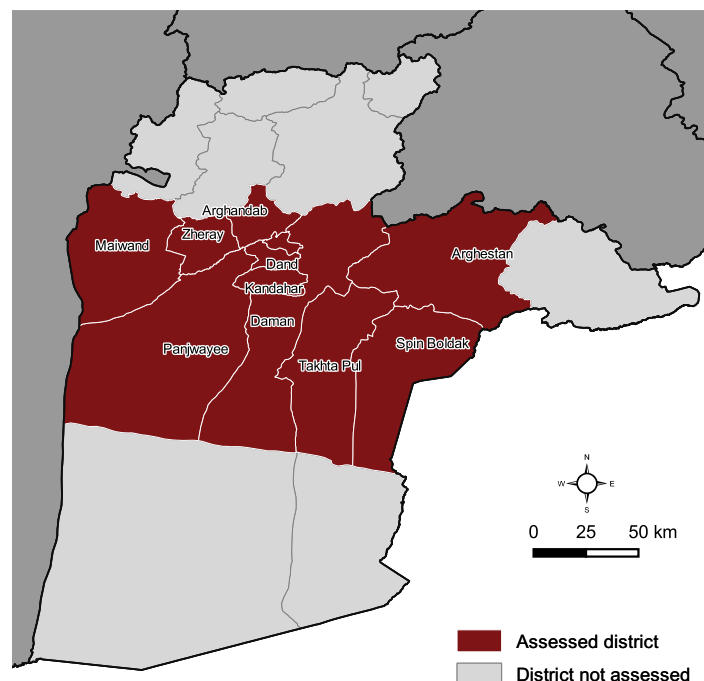 Arghandab
Zheray
Maiwand
Arghestan
Dand
Kandahar
Daman
Spin Boldak
Panjwayee
Takhta Pul
N
W E
S
0 25 50 km
Assessed district
District not assessed